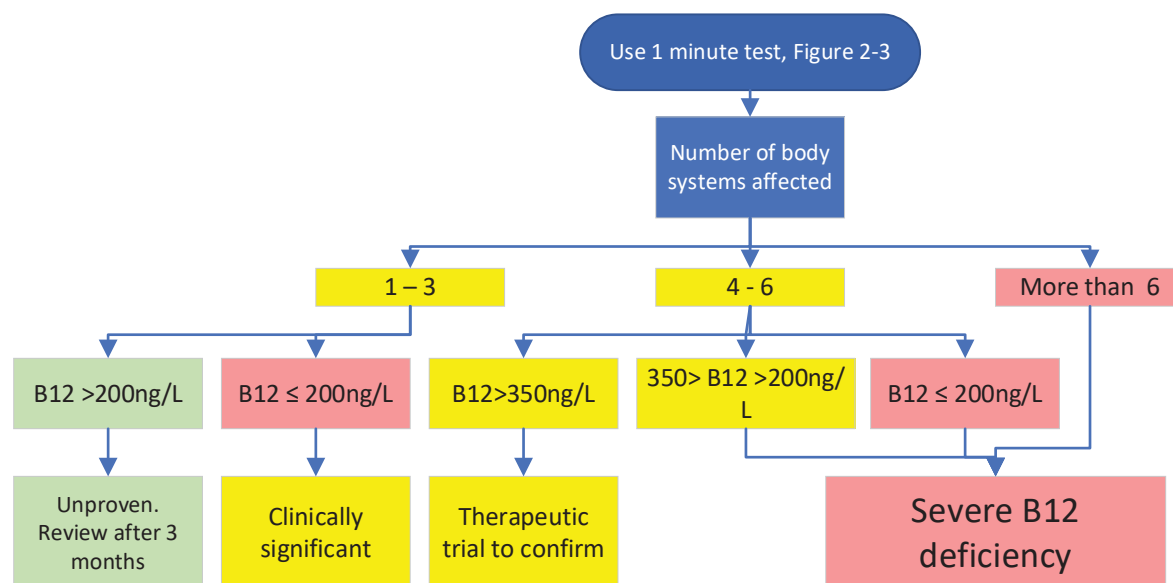 Use 1 minute test, Figure 2-3
Number of body
systems affected
1 – 3
4 - 6
More than 6
B12 >200ng/L
B12 ≤ 200ng/L
B12>350ng/L
350> B12 >200ng/
L
B12 ≤ 200ng/L
Unproven.
Review after 3
months
Clinically
significant
Therapeutic
trial to confirm
Severe B12
deficiency